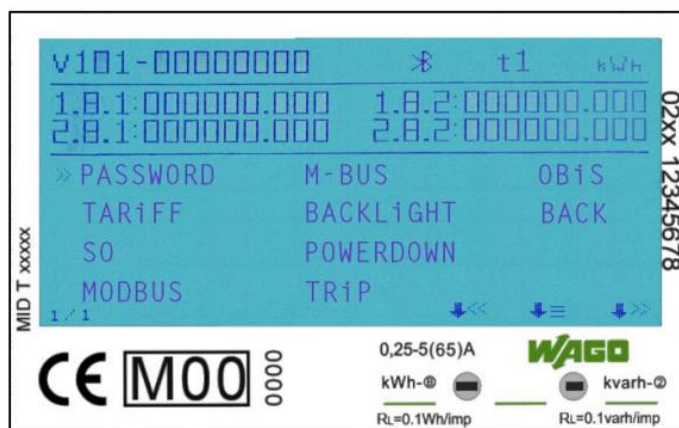 v101-00000000 t1 kWh
1.8.1:000000.000 1.8.2:000000.000
2.8.1:000000.000 2.8.2:000000.000
» PASSWORD M-BUS OBiS
TARiFF BACKLiGHT BACK
SO POWERDOWN
MODBUS TRiP
1/1 << >>
02xx 12345678
MID T xxxxx
CE M00 0000
0,25-5(65)A WAGO
kWh-⑩ kvarh-②
RL=0.1Wh/imp RL=0.1varh/imp